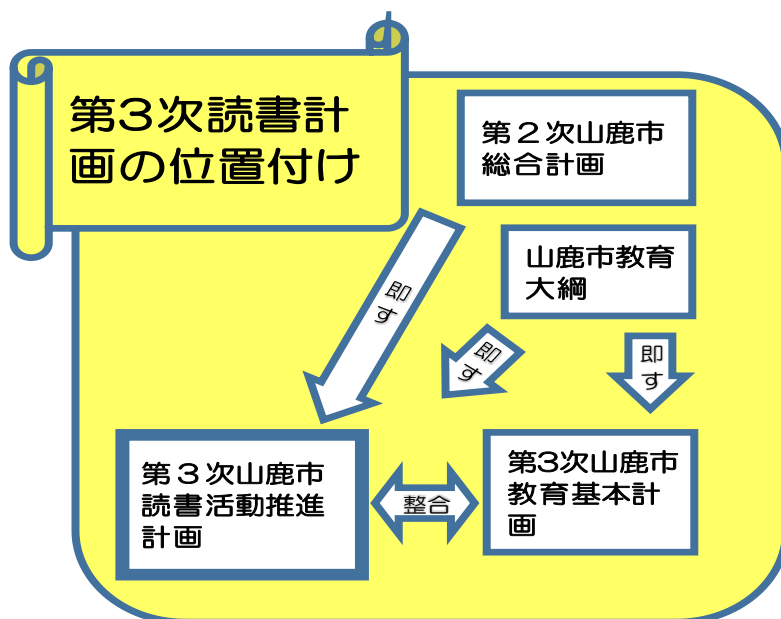 第3次読書計
画の位置付け
第２次山鹿市
総合計画
山鹿市教育
大綱
即
す
即
す
即
す
第３次山鹿市
読書活動推進
計画
整合
第3次山鹿市
教育基本計
画